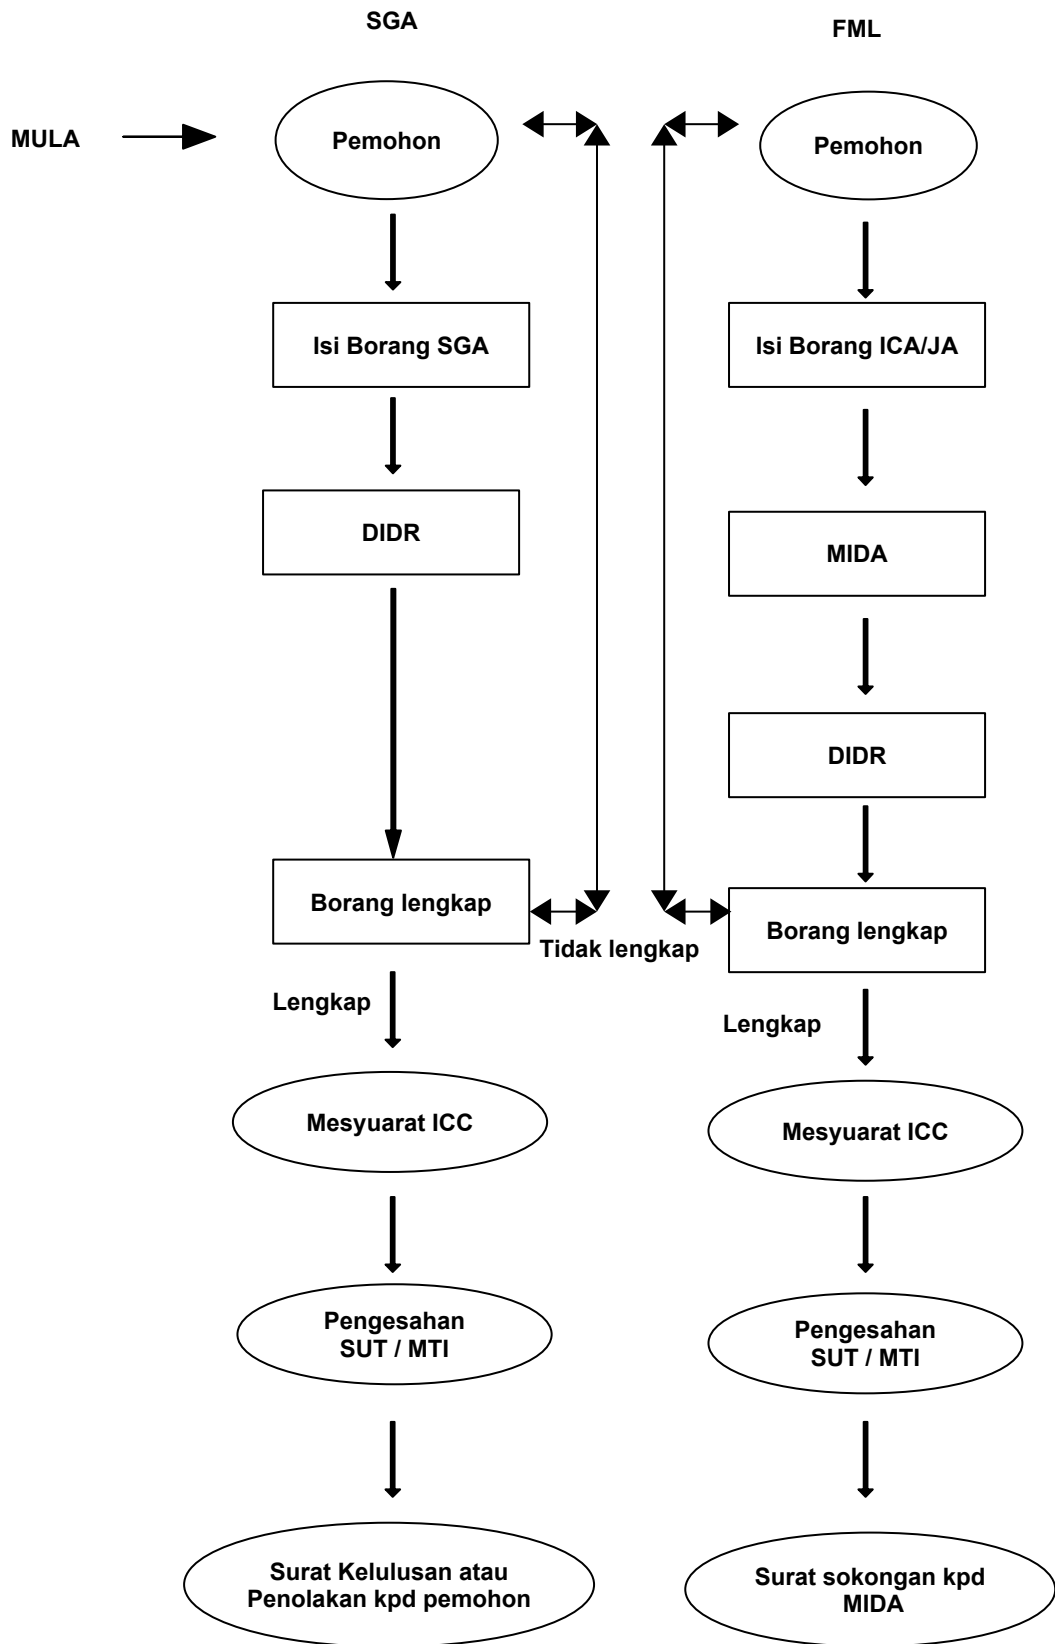 SGA
FML
MULA
Pemohon
Pemohon
Isi Borang SGA
Isi Borang ICA/JA
DIDR
MIDA
DIDR
Borang lengkap
Borang lengkap
Tidak lengkap
Lengkap
Lengkap
Mesyuarat ICC
Mesyuarat ICC
Pengesahan
SUT / MTI
Pengesahan
SUT / MTI
Surat Kelulusan atau
Penolakan kpd pemohon
Surat sokongan kpd
MIDA